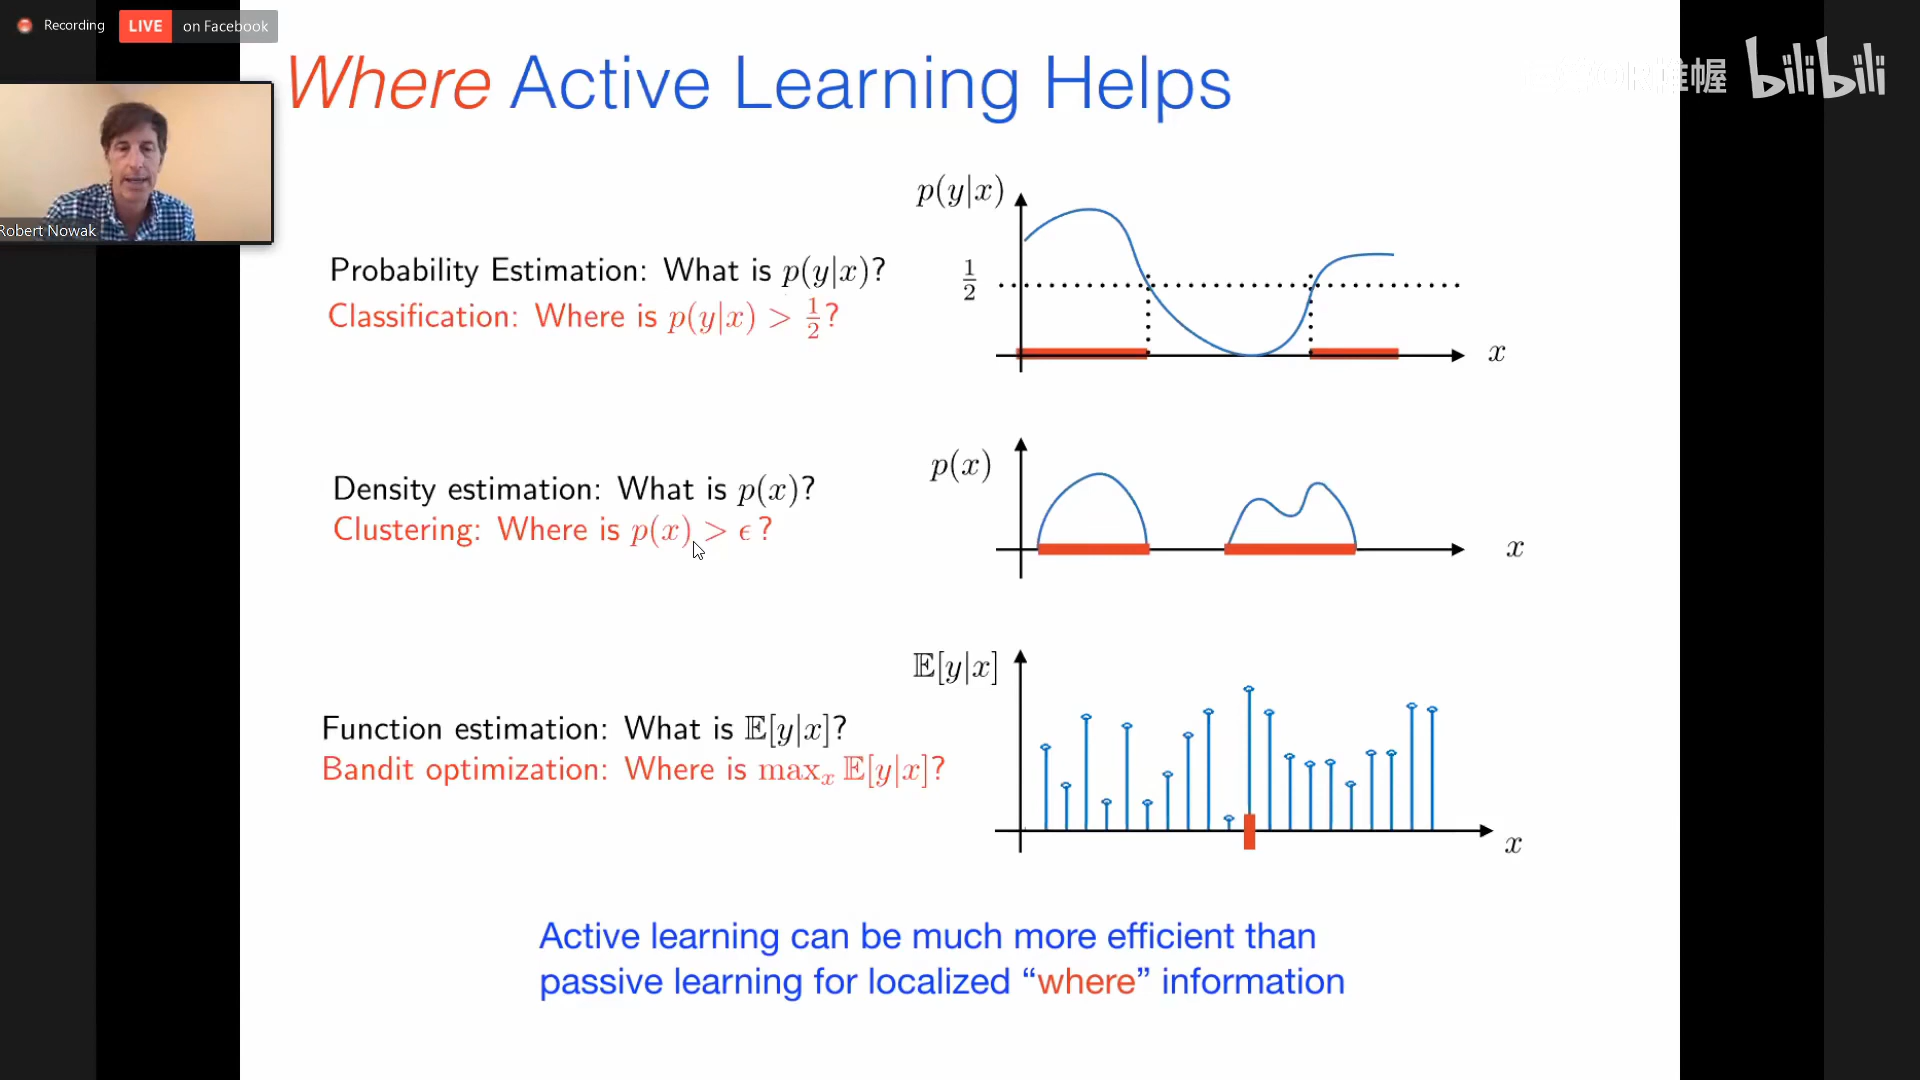 Recording
LIVE on Facebook
Where Active Learning Helps
bilibili
Robert Nowak
Probability Estimation: What is p(y|x)?
Classification: Where is p(y|x) > 1/2?
p(y|x)
1/2
x
Density estimation: What is p(x)?
Clustering: Where is p(x) > ϵ?
p(x)
x
Function estimation: What is 𝔼[y|x]?
Bandit optimization: Where is maxₓ 𝔼[y|x]?
𝔼[y|x]
x
Active learning can be much more efficient than
passive learning for localized “where” information